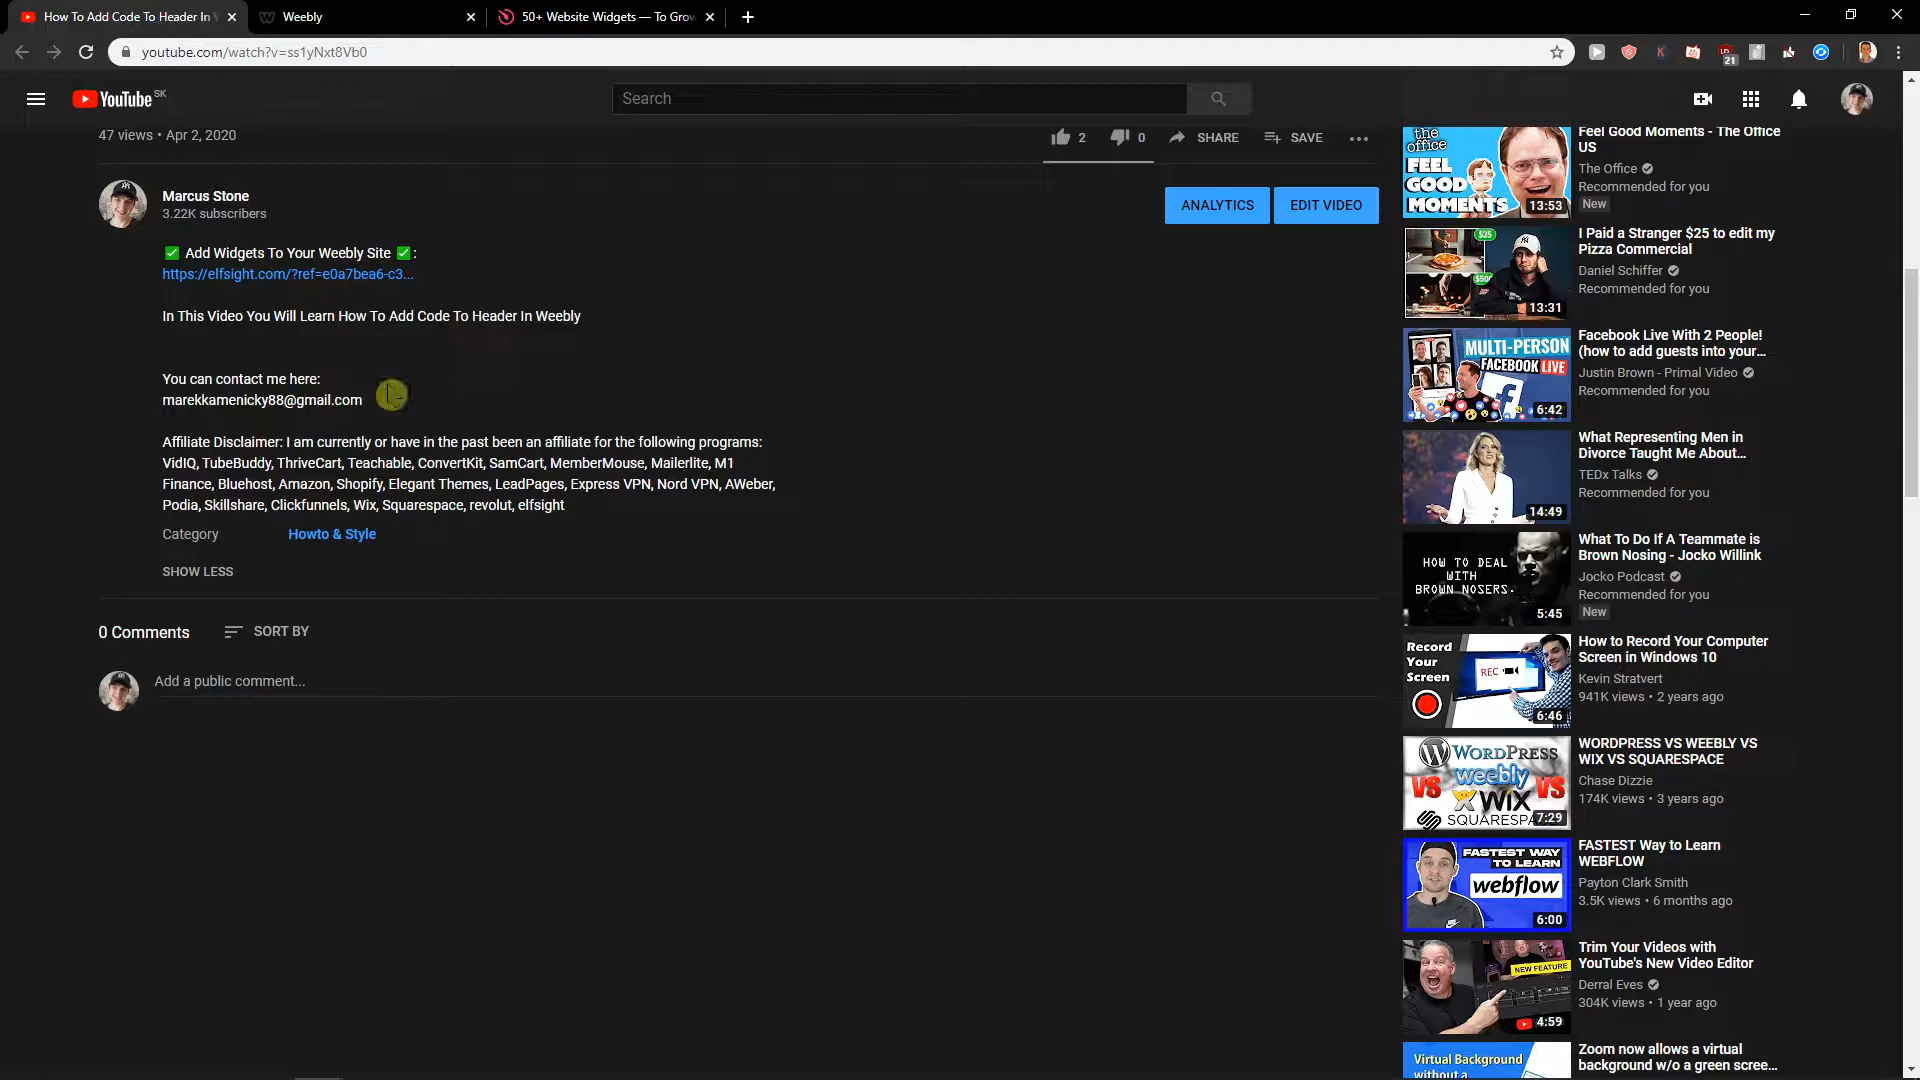 How To Add Code To Header In
Weebly
50+ Website Widgets — To Grow
youtube.com/watch?v=ss1yNxt8Vb0
21
YouTube SK
Search
47 views • Apr 2, 2020
2
0
SHARE
SAVE
Marcus Stone
3.22K subscribers
ANALYTICS
EDIT VIDEO
✅ Add Widgets To Your Weebly Site ✅:
https://elfsight.com/?ref=e0a7bea6-c3...
In This Video You Will Learn How To Add Code To Header In Weebly
You can contact me here:
marekkamenicky88@gmail.com
Affiliate Disclaimer: I am currently or have in the past been an affiliate for the following programs:
VidIQ, TubeBuddy, ThriveCart, Teachable, ConvertKit, SamCart, MemberMouse, Mailerlite, M1
Finance, Bluehost, Amazon, Shopify, Elegant Themes, LeadPages, Express VPN, Nord VPN, AWeber,
Podia, Skillshare, Clickfunnels, Wix, Squarespace, revolut, elfsight
Category
Howto & Style
SHOW LESS
0 Comments
SORT BY
Add a public comment...
the
office
FEEL
GOOD
MOMENTS
13:53
Feel Good Moments - The Office
US
The Office
Recommended for you
New
$25
$500
13:31
I Paid a Stranger $25 to edit my
Pizza Commercial
Daniel Schiffer
Recommended for you
MULTI-PERSON
FACEBOOK
LIVE
6:42
Facebook Live With 2 People!
(how to add guests into your...
Justin Brown - Primal Video
Recommended for you
14:49
What Representing Men in
Divorce Taught Me About...
TEDx Talks
Recommended for you
HOW TO DEAL
WITH
BROWN NOSERS.
5:45
What To Do If A Teammate is
Brown Nosing - Jocko Willink
Jocko Podcast
Recommended for you
New
Record
Your
Screen
REC
6:46
How to Record Your Computer
Screen in Windows 10
Kevin Stratvert
941K views • 2 years ago
WORDPRESS
VS weebly VS
WIX
SQUARESPA
7:29
WORDPRESS VS WEEBLY VS
WIX VS SQUARESPACE
Chase Dizzie
174K views • 3 years ago
FASTEST WAY
TO LEARN
webflow
6:00
FASTEST Way to Learn
WEBFLOW
Payton Clark Smith
3.5K views • 6 months ago
NEW FEATURE
4:59
Trim Your Videos with
YouTube's New Video Editor
Derral Eves
304K views • 1 year ago
Virtual Background
without a
Zoom now allows a virtual
background w/o a green scree...